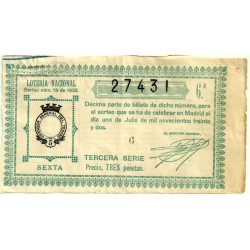 LOTERIA NACIONAL
Sorteo núm. 19 de 1932
27431
6.ª
Décima parte de billete de dicho número, para
el sorteo que se ha de celebrar en Madrid el
día uno de Julio de mil novecientos treinta
y dos.
6
SEXTA
TERCERA SERIE
Precio, TRES pesetas.